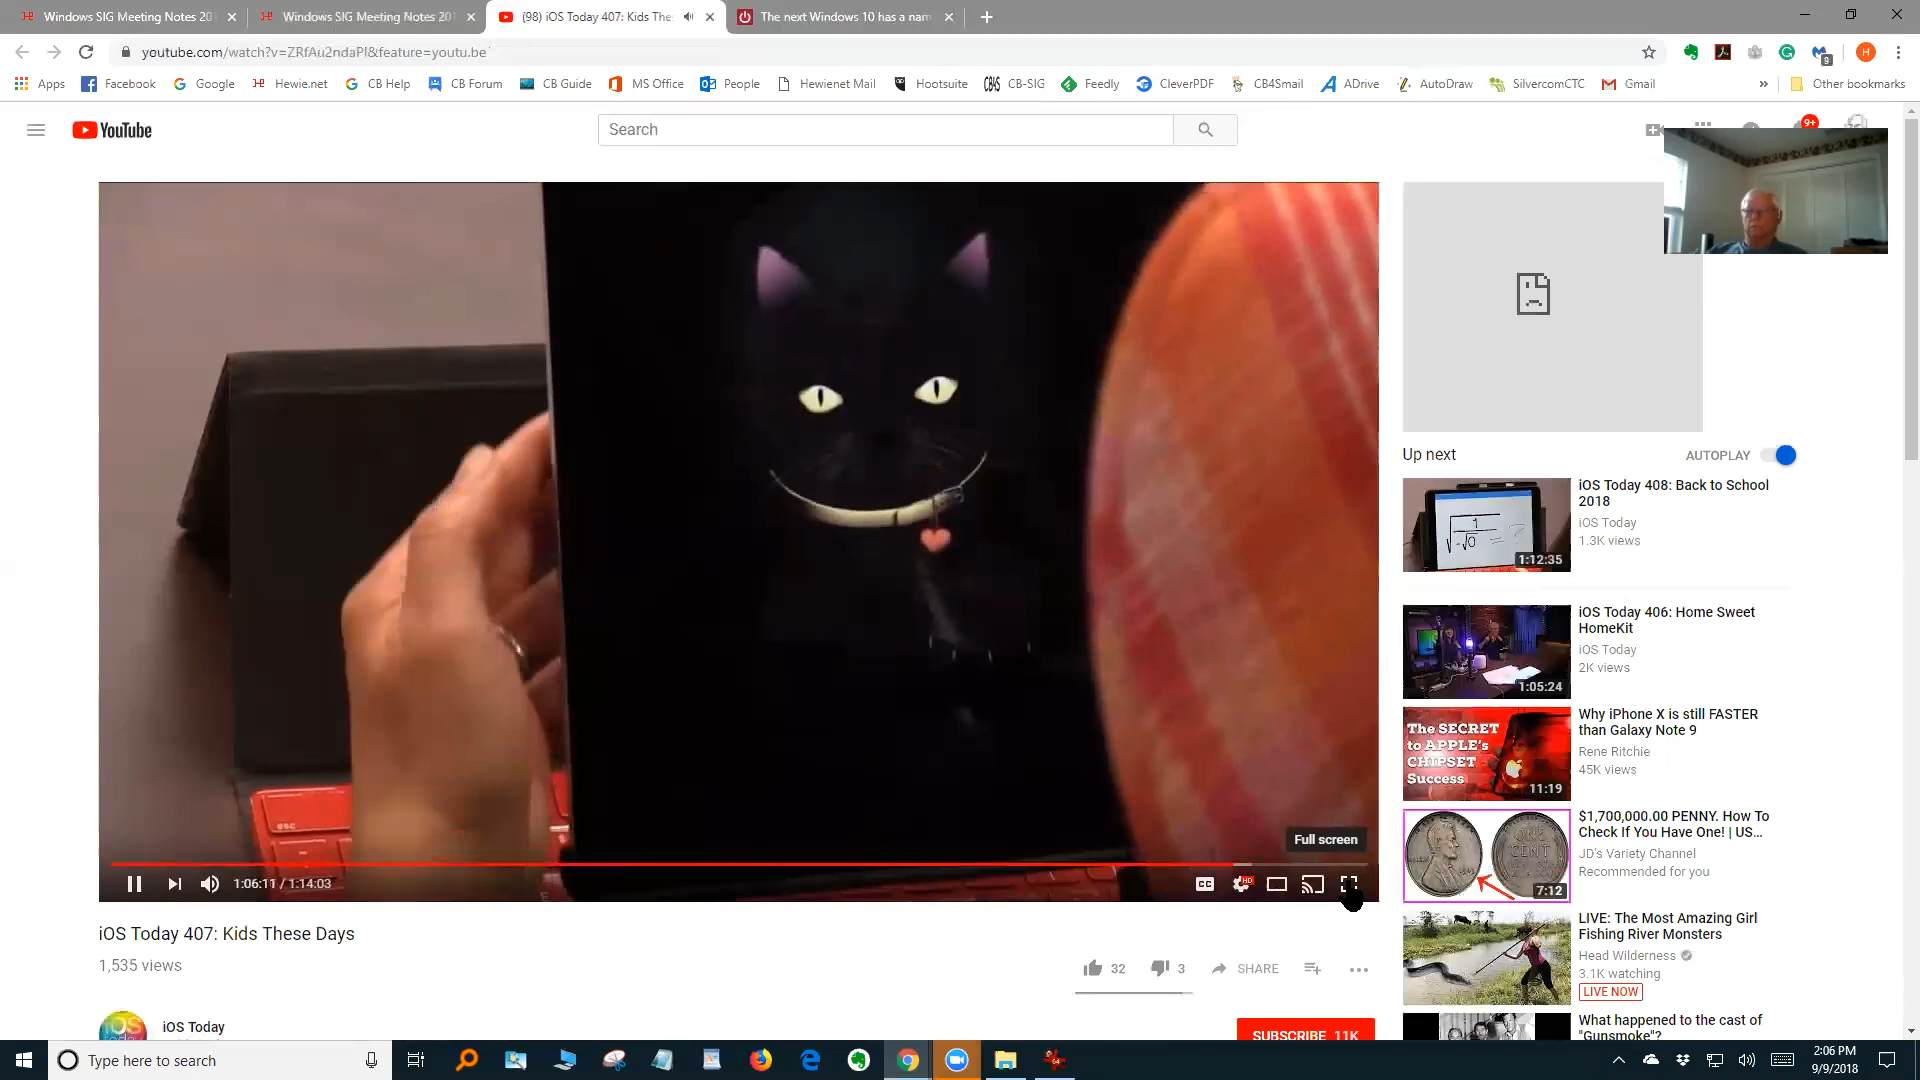 Windows SIG Meeting Notes 20
Windows SIG Meeting Notes 201
(98) iOS Today 407: Kids The
The next Windows 10 has a nam
youtube.com/watch?v=ZRfAu2ndaPI&feature=youtu.be
9
H
Apps
Facebook
Google
Hewie.net
CB Help
CB Forum
CB Guide
MS Office
People
Hewienet Mail
Hootsuite
CB-SIG
Feedly
CleverPDF
CB4Smail
ADrive
AutoDraw
SilvercomCTC
Gmail
Other bookmarks
YouTube
Search
9+
Up next
AUTOPLAY
iOS Today 408: Back to School
2018
iOS Today
1.3K views
1:12:35
iOS Today 406: Home Sweet
HomeKit
iOS Today
2K views
1:05:24
Why iPhone X is still FASTER
than Galaxy Note 9
Rene Ritchie
45K views
The SECRET
to APPLE's
CHIPSET
Success
11:19
$1,700,000.00 PENNY. How To
Check If You Have One! | US...
JD's Variety Channel
Recommended for you
ONE
CENT
7:12
LIVE: The Most Amazing Girl
Fishing River Monsters
Head Wilderness
3.1K watching
LIVE NOW
What happened to the cast of
"Gunsmoke"?
esc
Full screen
1:06:11 / 1:14:03
CC
HD
iOS Today 407: Kids These Days
1,535 views
32
3
SHARE
iOS Today
SUBSCRIBE 11K
Type here to search
2:06 PM
9/9/2018